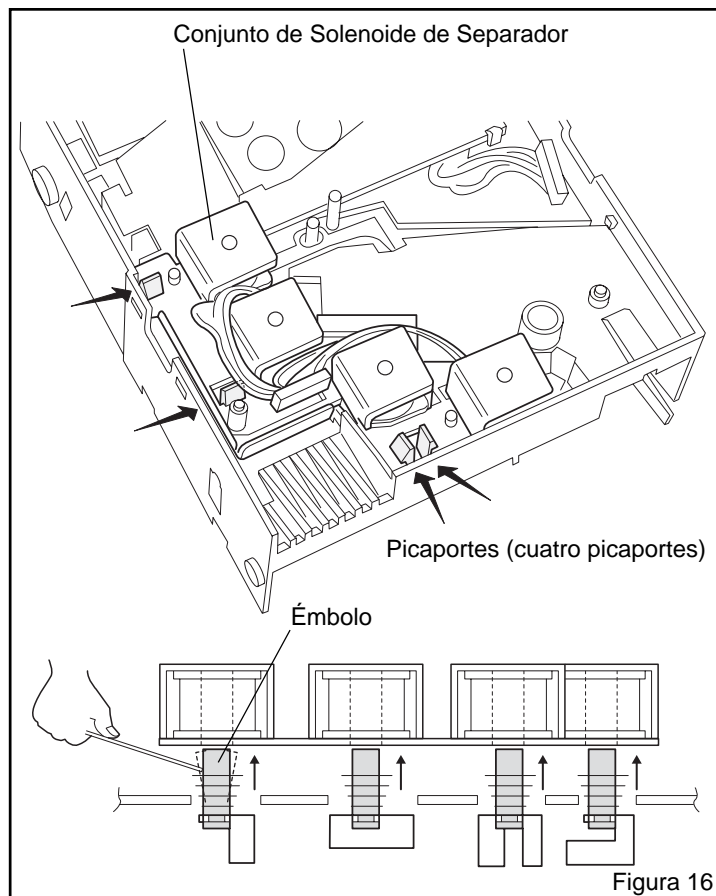 Conjunto de Solenoide de Separador
Picaportes (cuatro picaportes)
Émbolo
Figura 16